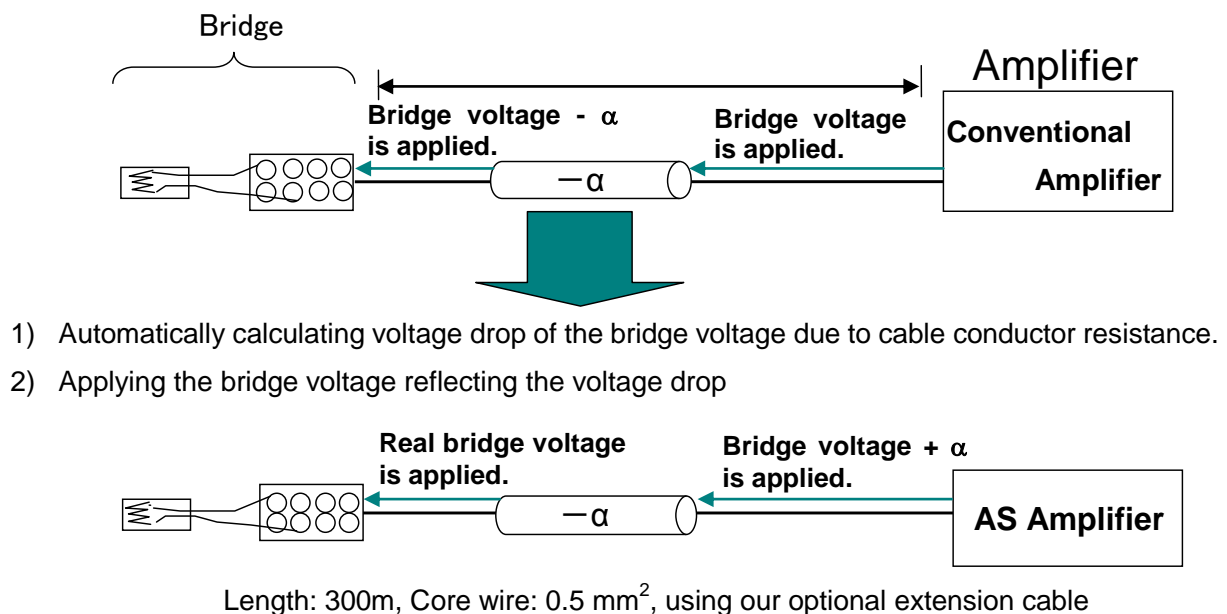 Bridge
Amplifier
Bridge voltage - α
is applied.
Bridge voltage
is applied.
Conventional
Amplifier
－α
1) Automatically calculating voltage drop of the bridge voltage due to cable conductor resistance.
2) Applying the bridge voltage reflecting the voltage drop
Real bridge voltage
is applied.
Bridge voltage + α
－α
AS Amplifier
Length: 300m, Core wire: 0.5 mm², using our optional extension cable